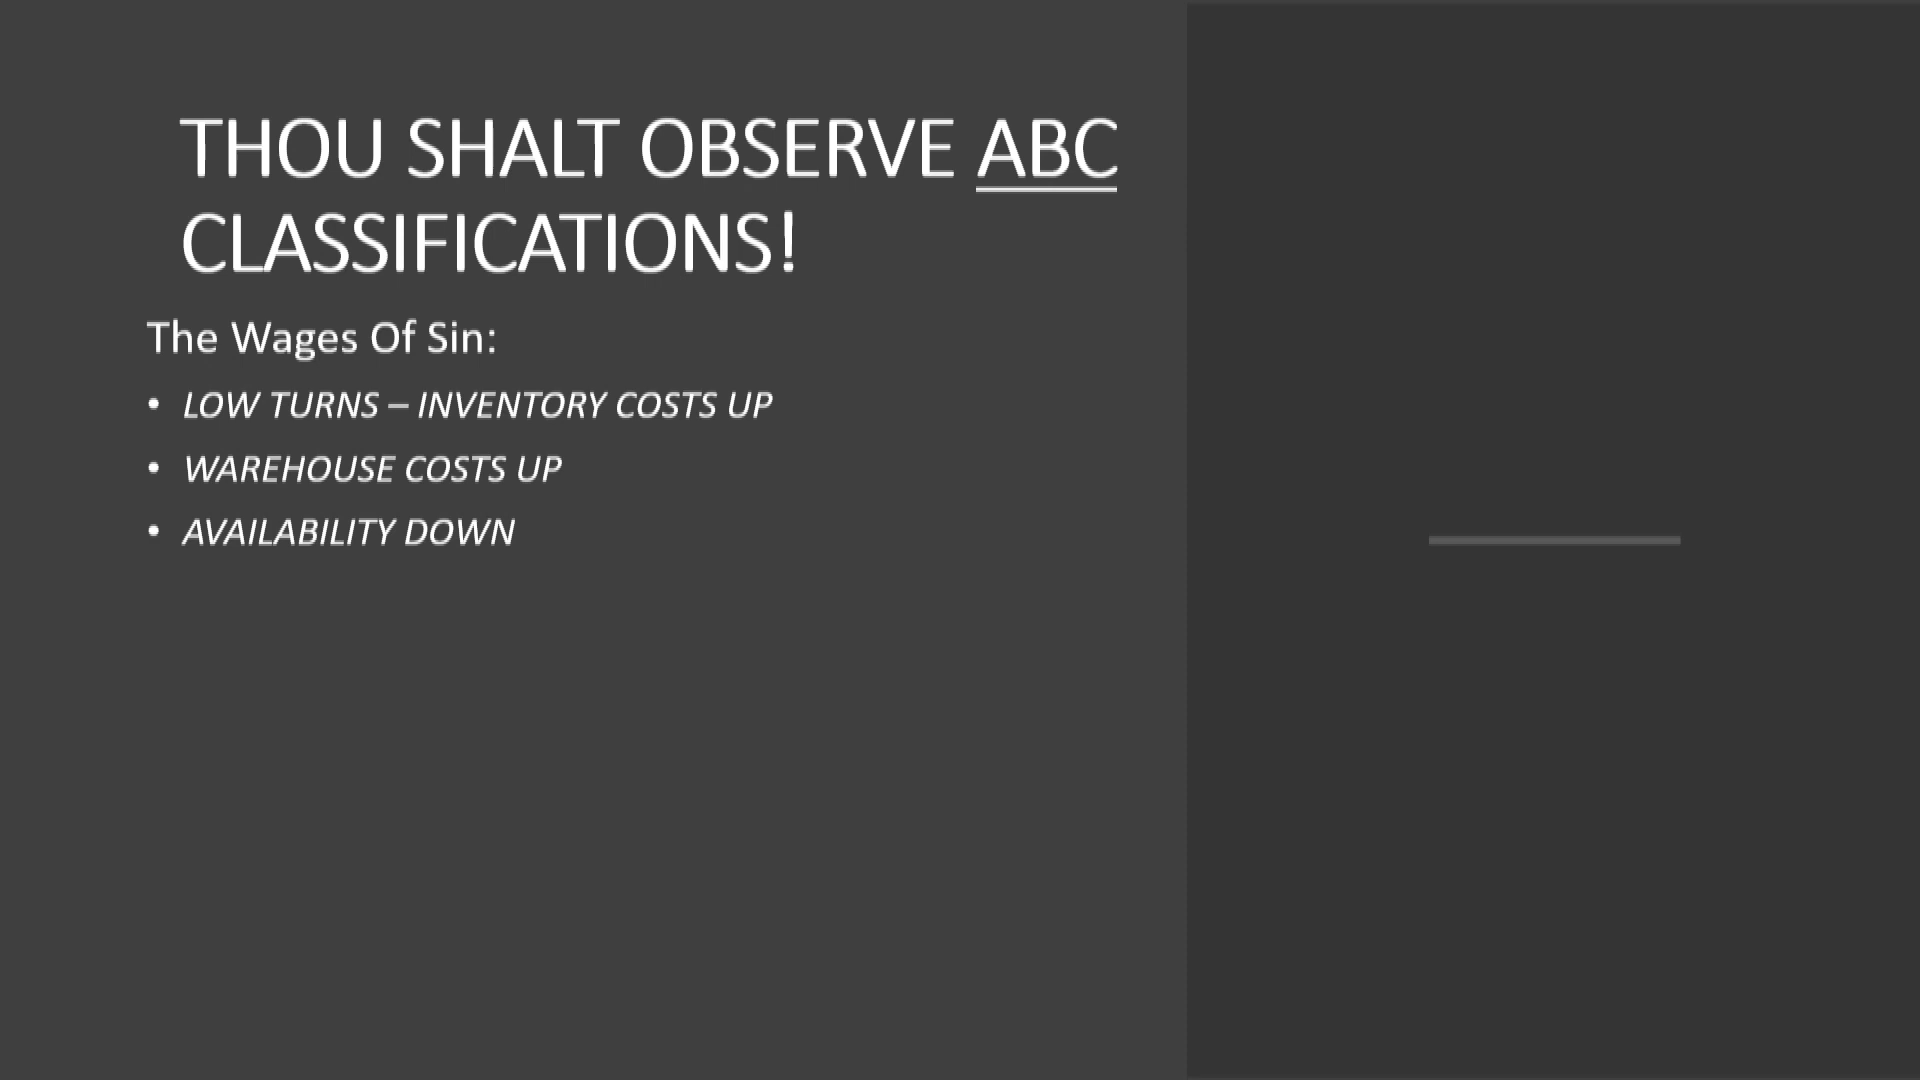 THOU SHALT OBSERVE ABC
CLASSIFICATIONS!
The Wages Of Sin:
• LOW TURNS – INVENTORY COSTS UP
• WAREHOUSE COSTS UP
• AVAILABILITY DOWN